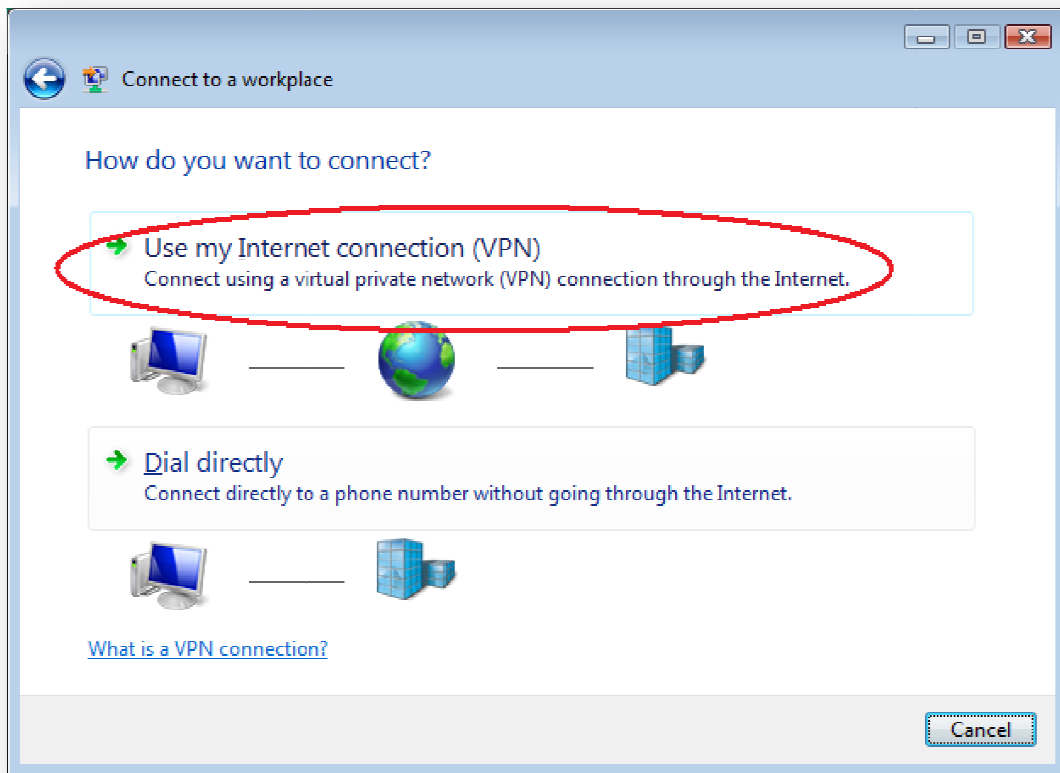 Connect to a workplace
How do you want to connect?
Use my Internet connection (VPN)
Connect using a virtual private network (VPN) connection through the Internet.
Dial directly
Connect directly to a phone number without going through the Internet.
What is a VPN connection?
Cancel